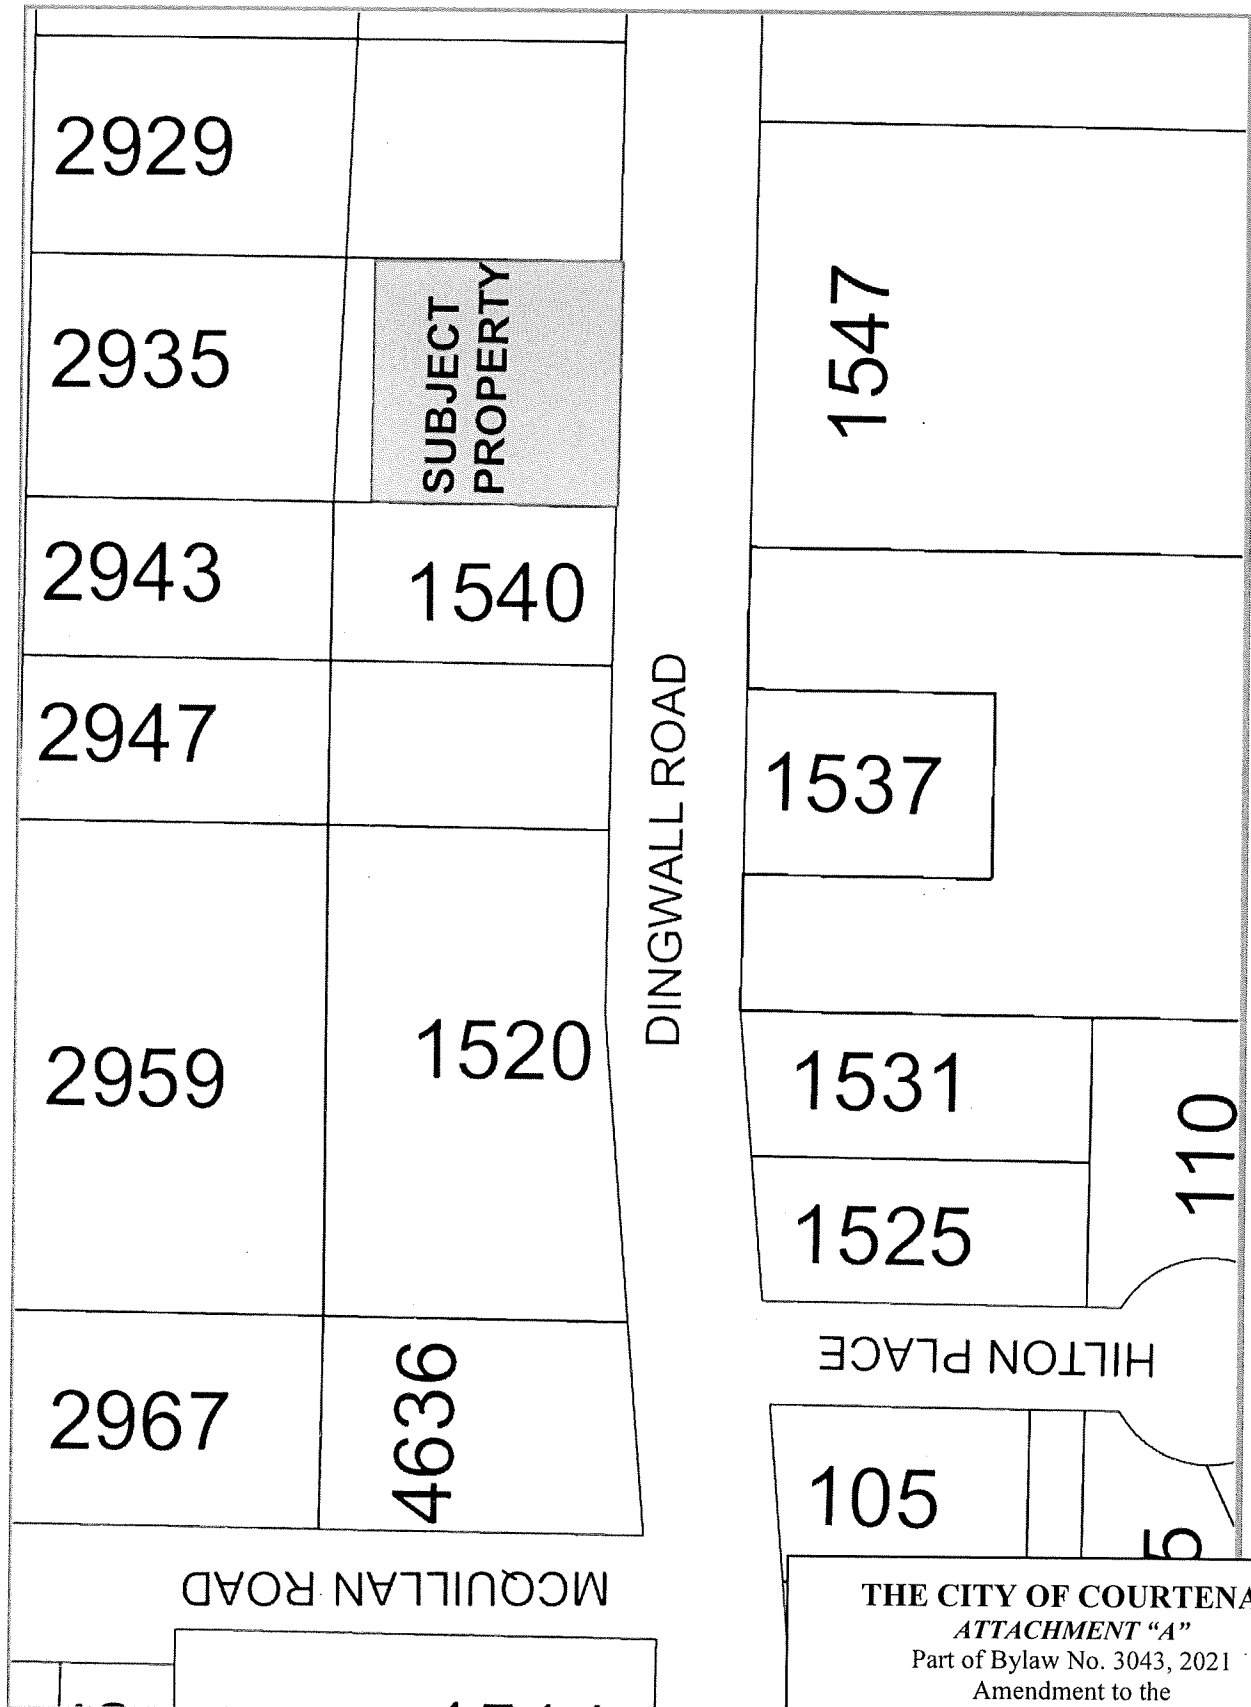 2929
2935
SUBJECT
PROPERTY
1547
2943
1540
2947
DINGWALL ROAD
1537
2959
1520
1531
110
1525
HILTON PLACE
2967
4636
105
MCQUILLAN ROAD
THE CITY OF COURTENA
ATTACHMENT “A”
Part of Bylaw No. 3043, 2021
Amendment to the